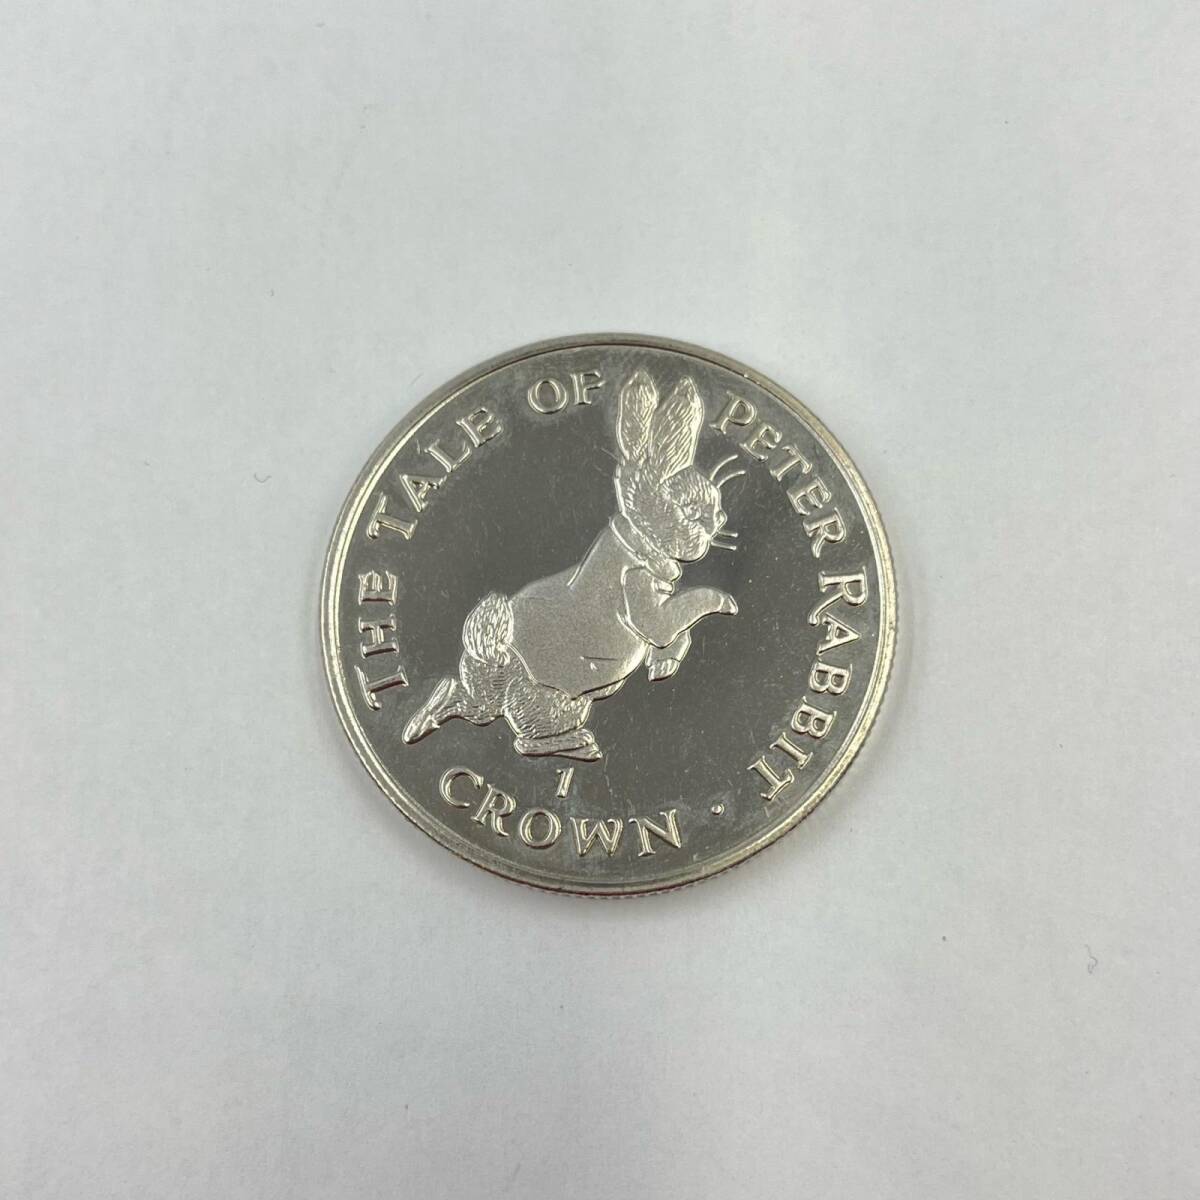 THE TALE OF PETER RABBIT ·
1
CROWN